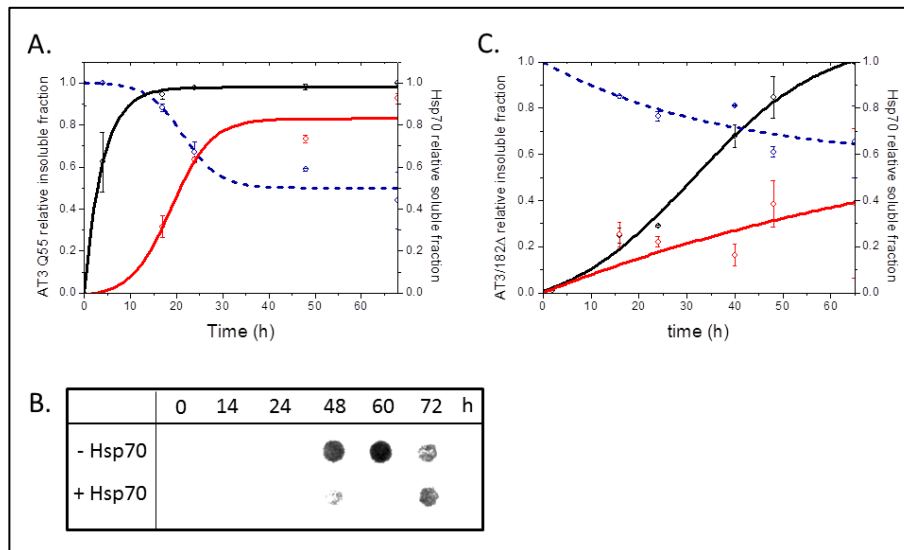 A.
AT3 Q55 relative insoluble fraction
1.0
0.8
0.6
0.4
0.2
0.0
1.0
0.8
0.6
0.4
0.2
0.0
Hsp70 relative soluble fraction
0 10 20 30 40 50 60
Time (h)
C.
AT3/182Δ relative insoluble fraction
1.0
0.8
0.6
0.4
0.2
0.0
1.0
0.8
0.6
0.4
0.2
0.0
Hsp70 relative soluble fraction
0 10 20 30 40 50 60
time (h)
B.
0 14 24 48 60 72 h
- Hsp70
+ Hsp70